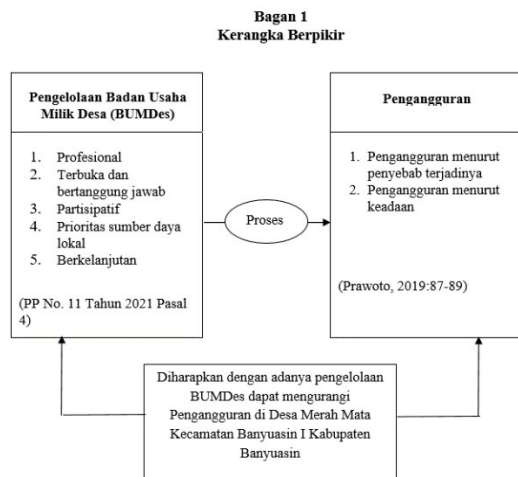 Bagan 1
Kerangka Berpikir
Pengelolaan Badan Usaha
Milik Desa (BUMDes)
1. Profesional
2. Terbuka dan
bertanggung jawab
3. Partisipatif
4. Prioritas sumber daya
lokal
5. Berkelanjutan
(PP No. 11 Tahun 2021 Pasal
4)
Proses
Pengangguran
1. Pengangguran menurut
penyebab terjadinya
2. Pengangguran menurut
keadaan
(Prawoto, 2019:87-89)
Diharapkan dengan adanya pengelolaan
BUMDes dapat mengurangi
Pengangguran di Desa Merah Mata
Kecamatan Banyuasin I Kabupaten
Banyuasin